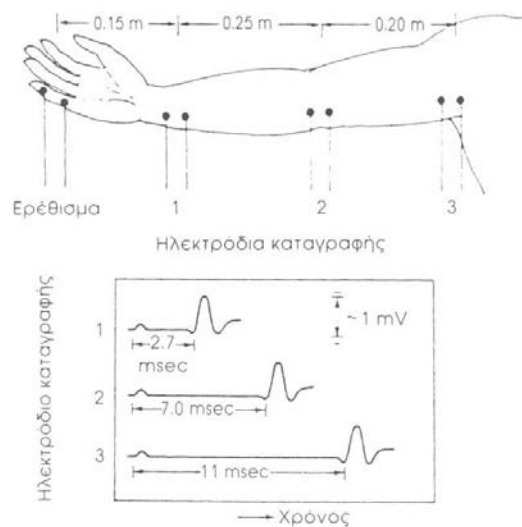 0.15 m 0.25 m 0.20 m
Ερέθισμα 1 2 3
Ηλεκτρόδια καταγραφής
Ηλεκτρόδιο καταγραφής
1
~1 mV
2.7
msec
2
7.0 msec
3
11 msec
Χρόνος